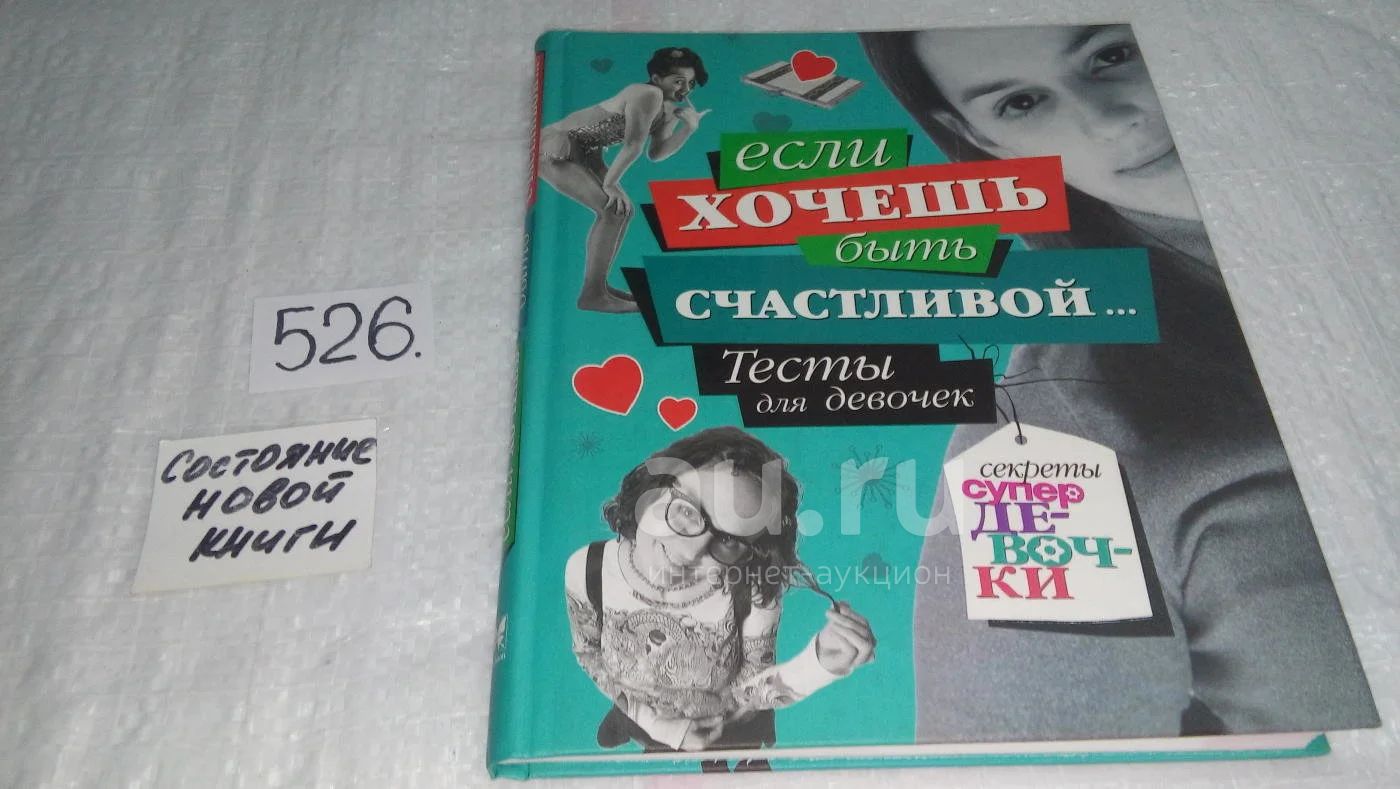 526.
Состояние
новой
книги
если
ХОЧЕШЬ
быть
СЧАСТЛИВОЙ...
Тесты
для девочек
секреты
супер
ДЕ-
ВОЧ-
КИ
au.ru
интернет-аукцион